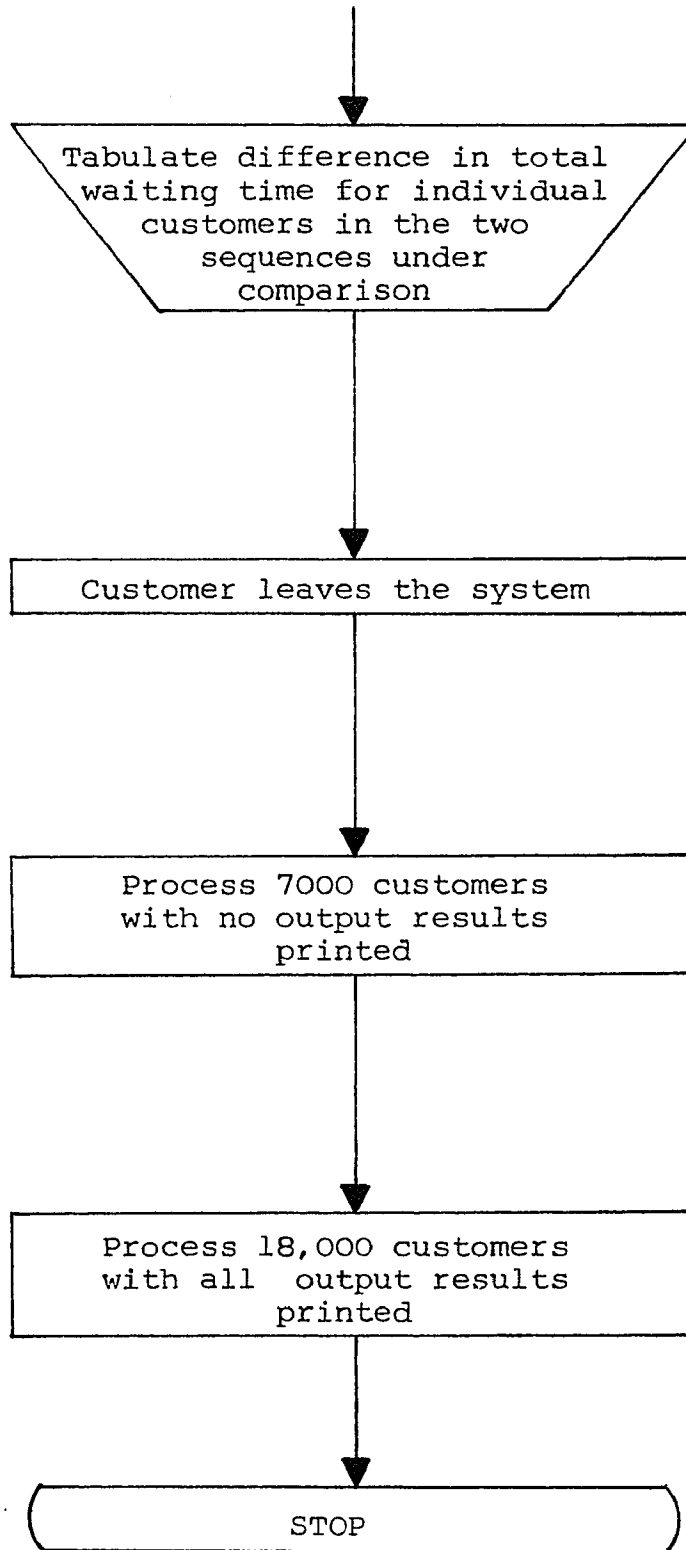 Tabulate difference in total
waiting time for individual
customers in the two
sequences under
comparison
Customer leaves the system
Process 7000 customers
with no output results
printed
Process 18,000 customers
with all output results
printed
STOP